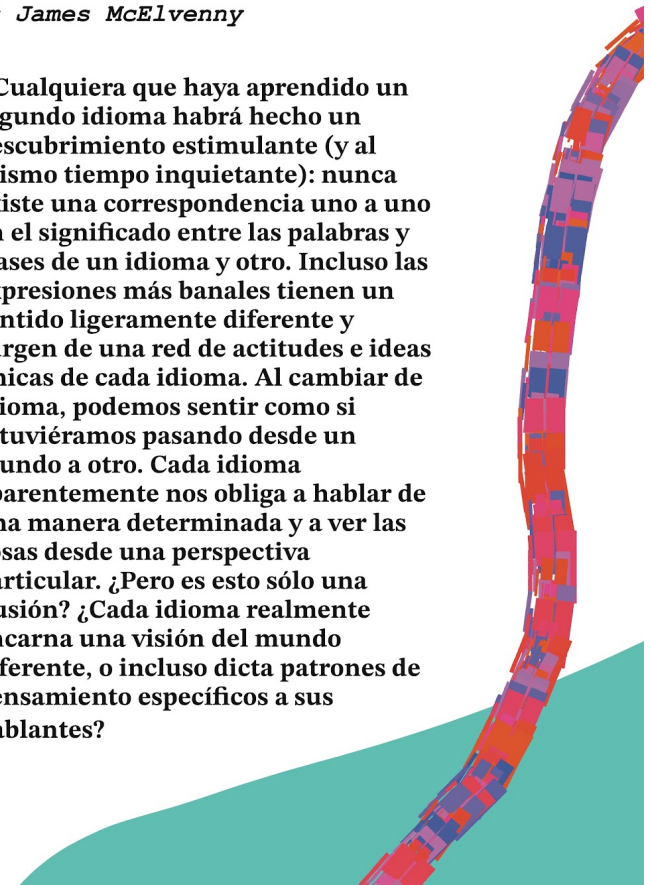 James McElvenny
Cualquiera que haya aprendido un
gundo idioma habrá hecho un
escubrimiento estimulante (y al
ismo tiempo inquietante): nunca
iste una correspondencia uno a uno
n el significado entre las palabras y
ases de un idioma y otro. Incluso las
xpresiones más banales tienen un
ntido ligeramente diferente y
urgen de una red de actitudes e ideas
nicas de cada idioma. Al cambiar de
ioma, podemos sentir como si
tuviéramos pasando desde un
undo a otro. Cada idioma
parentemente nos obliga a hablar de
na manera determinada y a ver las
osas desde una perspectiva
articular. ¿Pero es esto sólo una
usión? ¿Cada idioma realmente
ncarna una visión del mundo
ferente, o incluso dicta patrones de
ensamiento específicos a sus
ablantes?